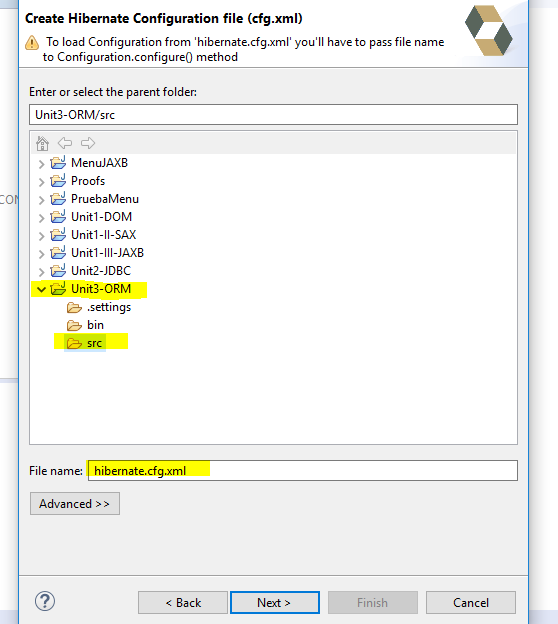 Create Hibernate Configuration file (cfg.xml)
To load Configuration from 'hibernate.cfg.xml' you'll have to pass file name
to Configuration.configure() method
Enter or select the parent folder:
Unit3-ORM/src
MenuJAXB
Proofs
PruebaMenu
CON
Unit1-DOM
Unit1-II-SAX
Unit1-III-JAXB
Unit2-JDBC
Unit3-ORM
.settings
bin
src
File name: hibernate.cfg.xml
Advanced >>
? < Back Next > Finish Cancel